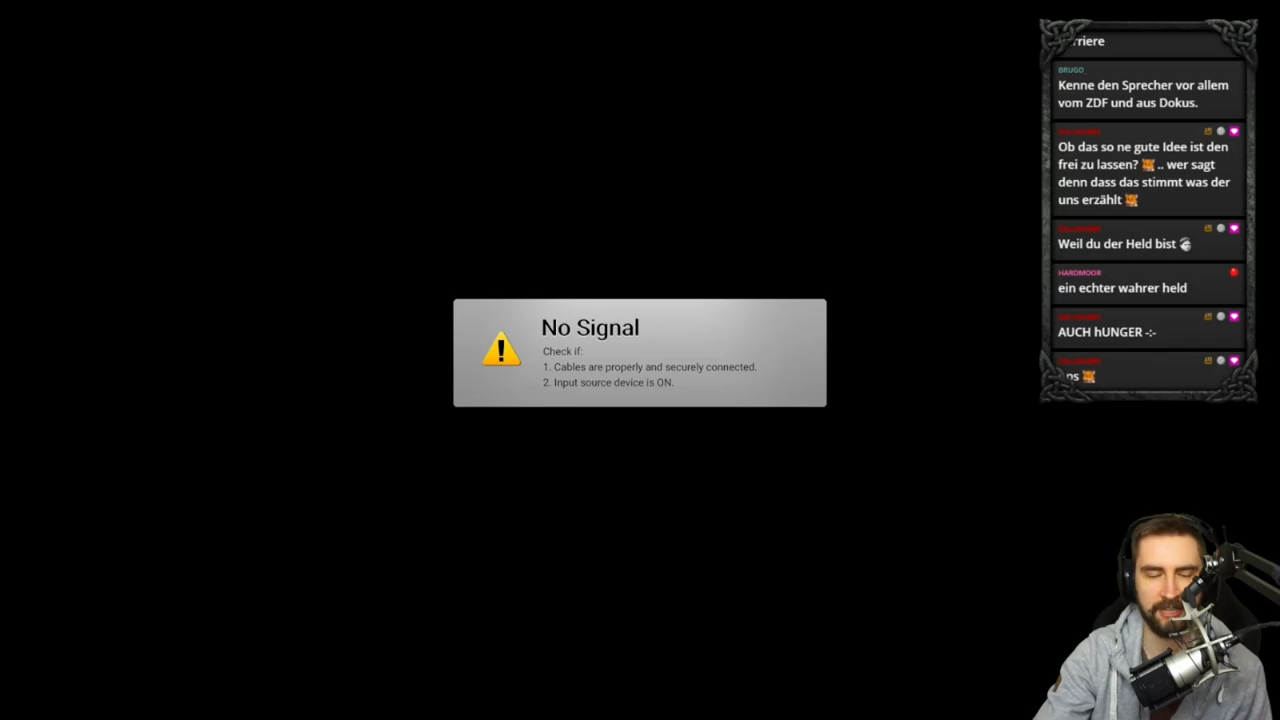 No Signal
Check if:
1. Cables are properly and securely connected.
2. Input source device is ON.
BRUGO_
Kenne den Sprecher vor allem
vom ZDF und aus Dokus.
Ob das so ne gute Idee ist den
frei zu lassen? .. wer sagt
denn dass das stimmt was der
uns erzählt
Weil du der Held bist
HARDMOOR
ein echter wahrer held
AUCH hUNGER -:-